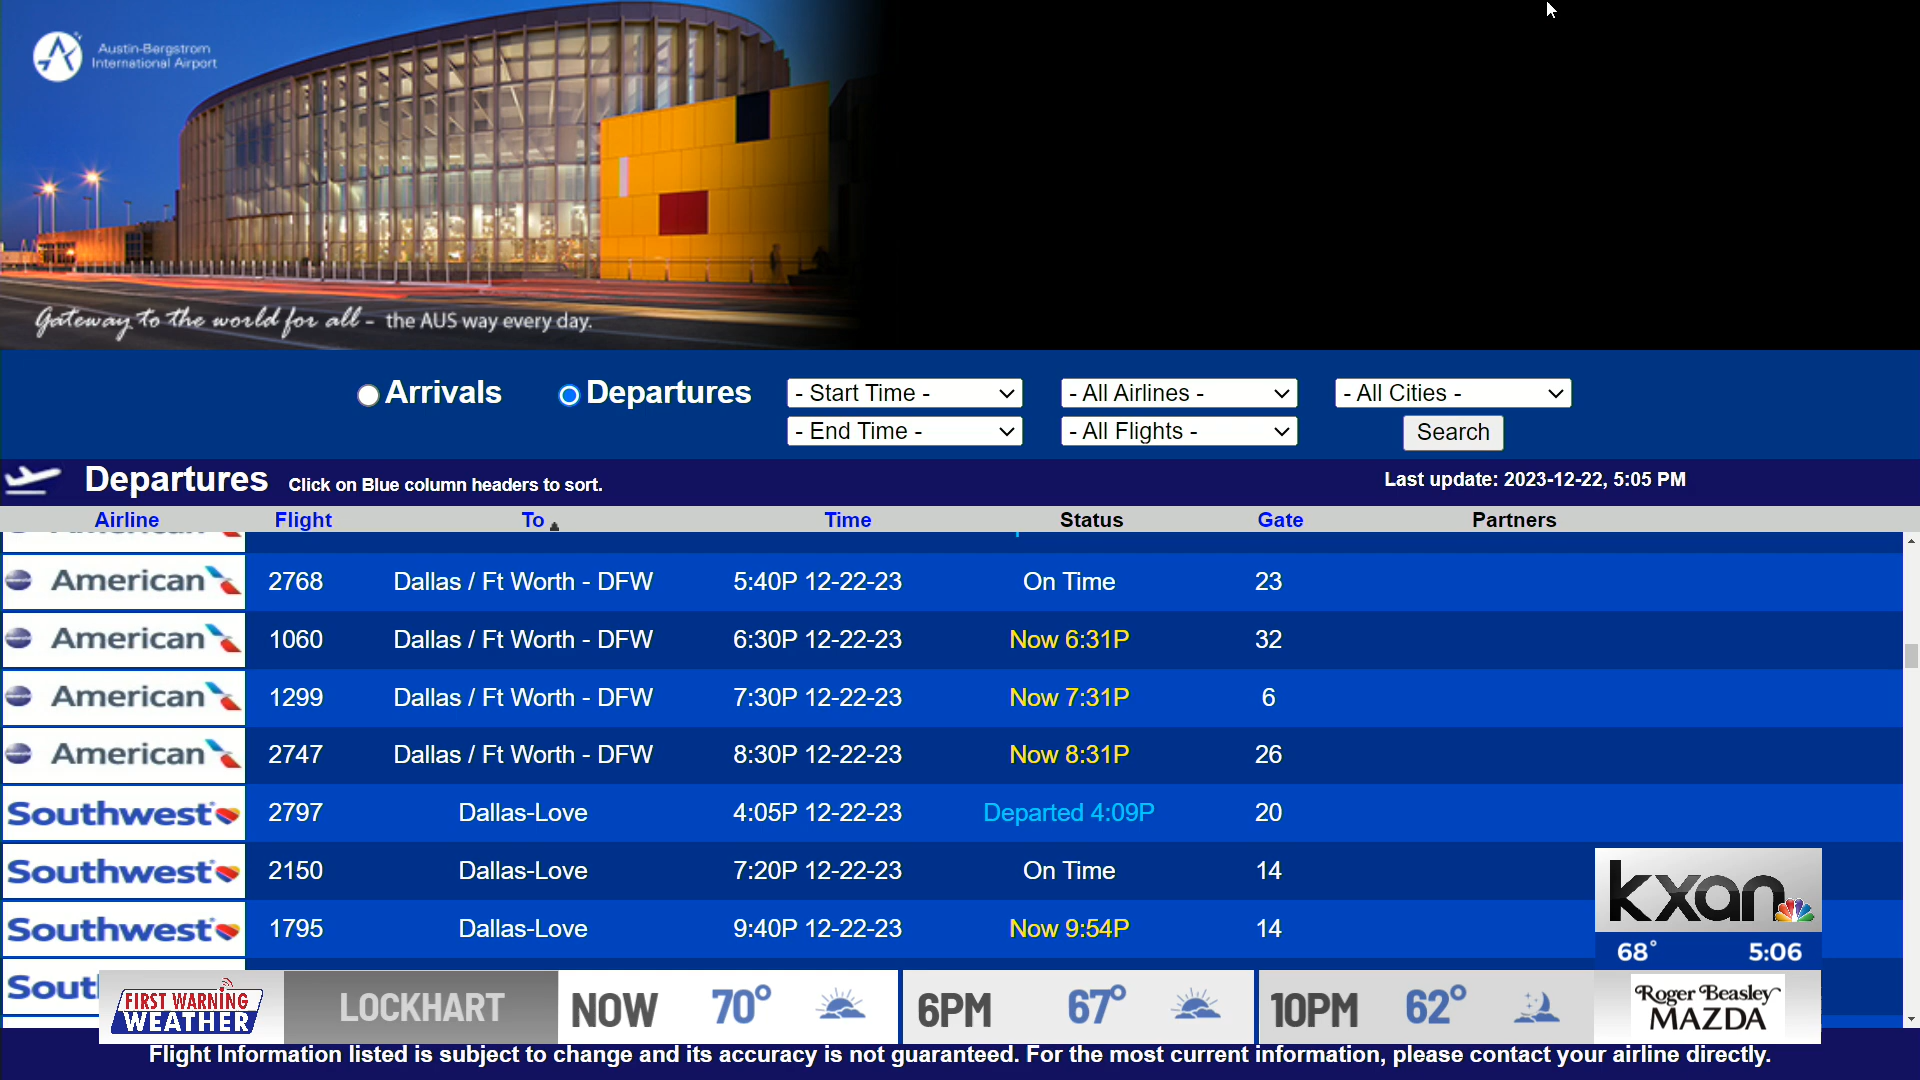 Austin-Bergstrom
International Airport
Gateway to the world for all - the AUS way every day.
Arrivals Departures - Start Time - - All Airlines - - All Cities -
- End Time - - All Flights - Search
Departures Click on Blue column headers to sort. Last update: 2023-12-22, 5:05 PM
Airline Flight To Time Status Gate Partners
American 2768 Dallas / Ft Worth - DFW 5:40P 12-22-23 On Time 23
American 1060 Dallas / Ft Worth - DFW 6:30P 12-22-23 Now 6:31P 32
American 1299 Dallas / Ft Worth - DFW 7:30P 12-22-23 Now 7:31P 6
American 2747 Dallas / Ft Worth - DFW 8:30P 12-22-23 Now 8:31P 26
Southwest 2797 Dallas-Love 4:05P 12-22-23 Departed 4:09P 20
Southwest 2150 Dallas-Love 7:20P 12-22-23 On Time 14
Southwest 1795 Dallas-Love 9:40P 12-22-23 Now 9:54P 14
kxan
68° 5:06
Sout
FIRST WARNING
WEATHER
LOCKHART NOW 70° 6PM 67° 10PM 62°
Roger Beasley
MAZDA
Flight Information listed is subject to change and its accuracy is not guaranteed. For the most current information, please contact your airline directly.